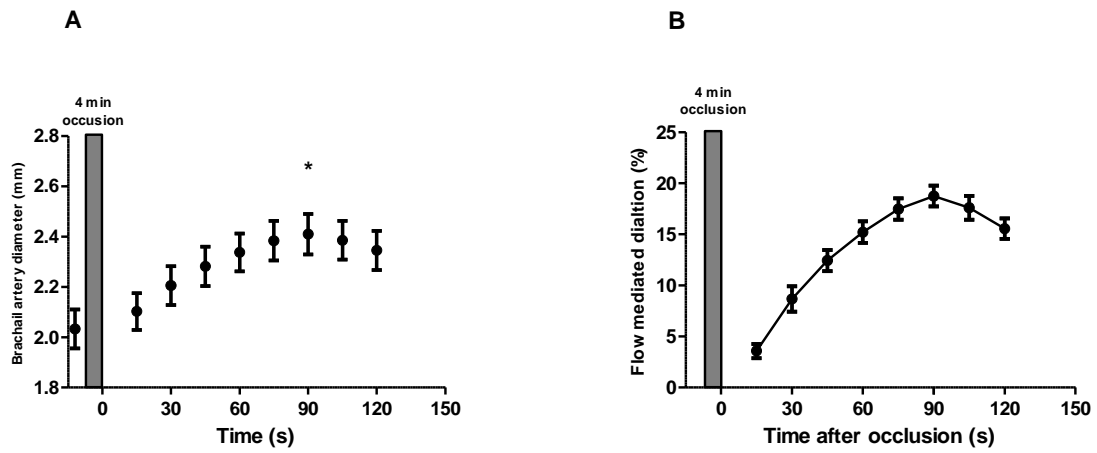 A
4 min
occusion
Brachail artery diameter (mm)
2.8
2.6
2.4
2.2
2.0
1.8
*
0 30 60 90 120 150
Time (s)
B
4 min
occlusion
Flow mediated dialtion (%)
25
20
15
10
5
0
0 30 60 90 120 150
Time after occlusion (s)